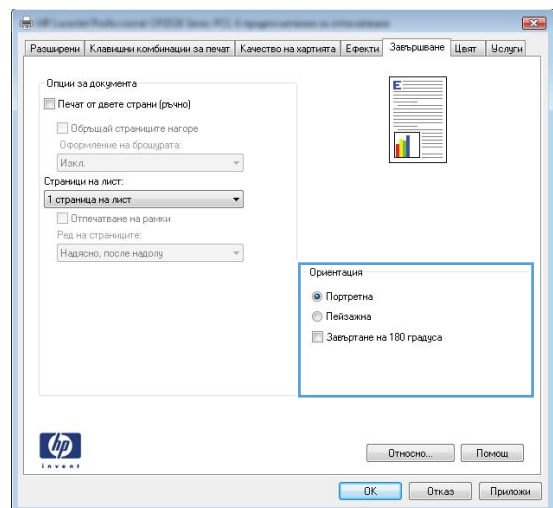 Разширени Клавишни комбинации за печат Качество на хартията Ефекти Завършване Цвят Услуги
Опции за документа
Печат от двете страни (ръчно)
Обръщай страниците нагоре
Оформление на брошурата:
Изкл.
Страници на лист:
1 страница на лист
Отпечатване на рамки
Ред на страниците:
Надясно, после надолу
E
Ориентация
Портретна
Пейзажна
Завъртане на 180 градуса
hp
invent
Относно... Помощ
OK Отказ Приложи